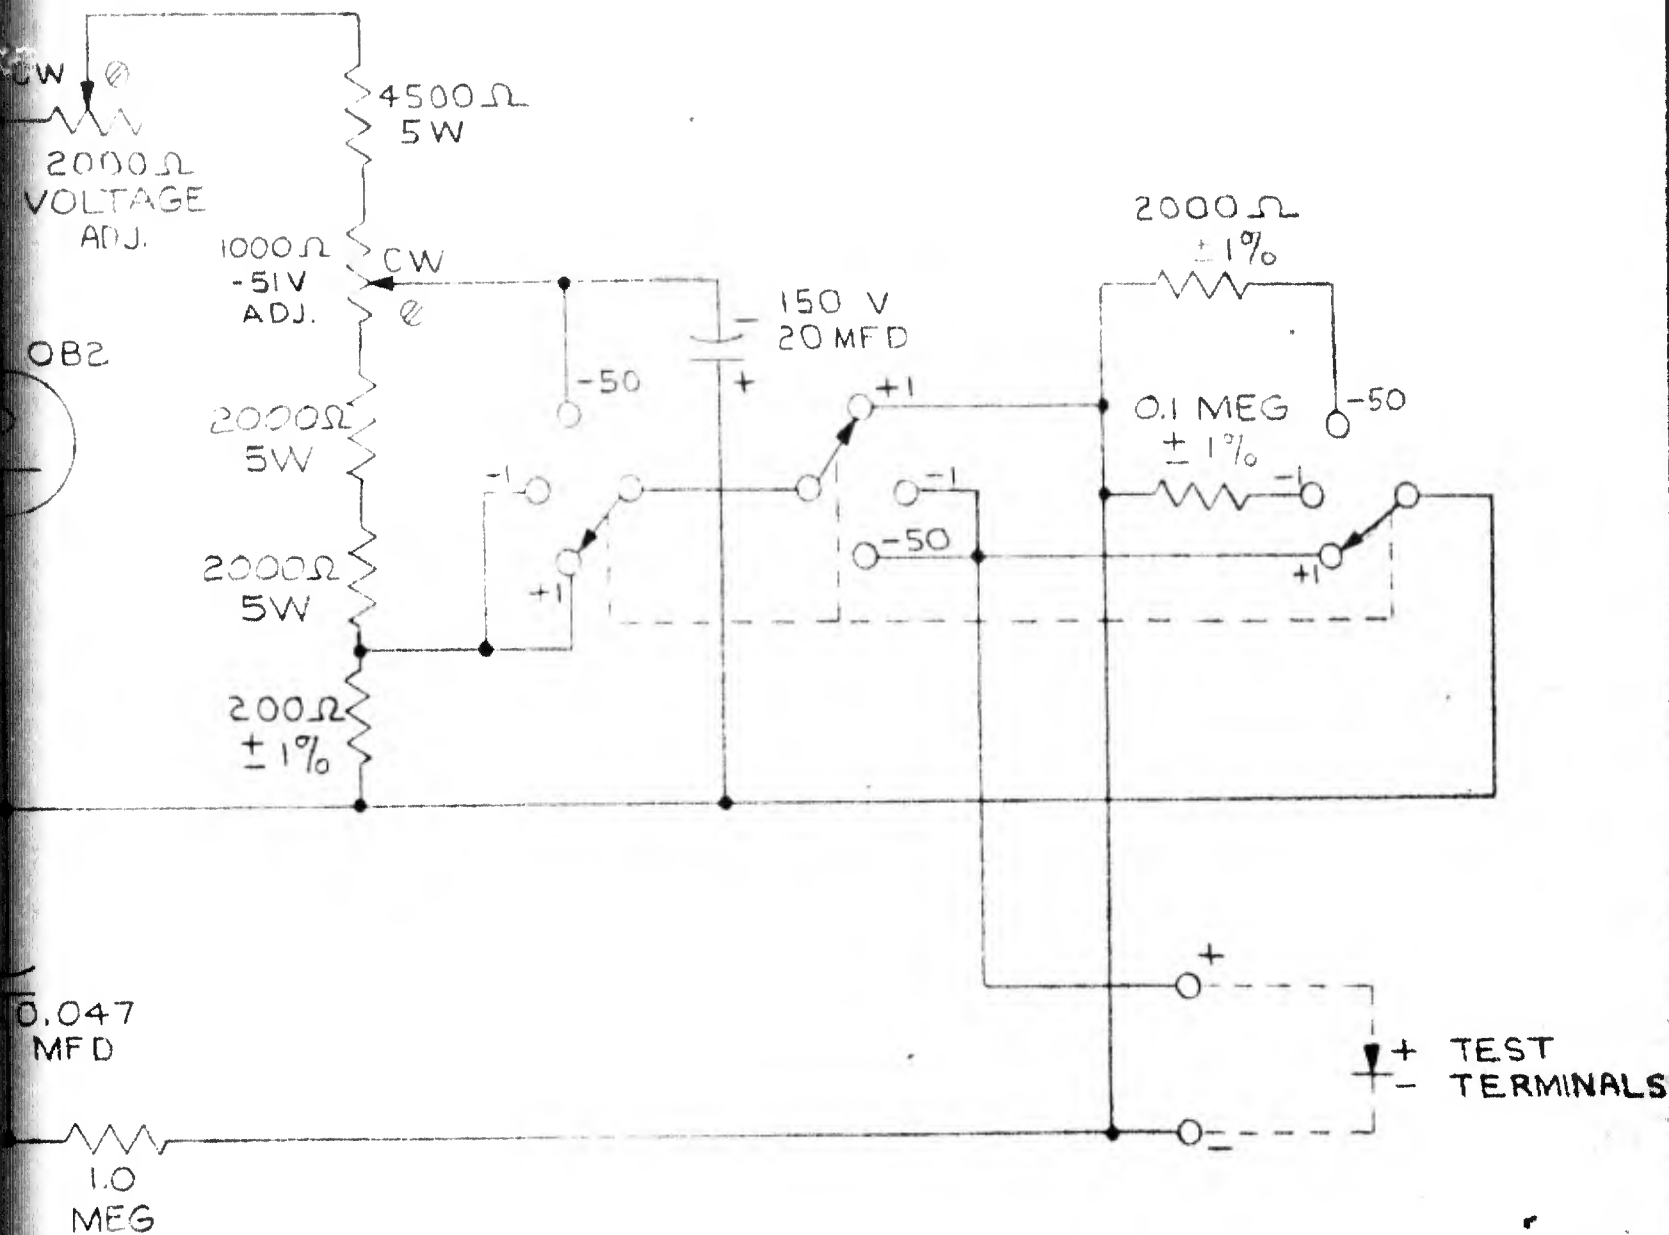 CW
2000Ω
VOLTAGE
ADJ.
4500Ω
5W
1000Ω
-51V
ADJ.
CW
OB2
2000Ω
5W
2000Ω
5W
200Ω
± 1%
-50
-1
+1
− 150 V
20 MFD
+
+1
-1
-50
2000Ω
± 1%
0.1 MEG
± 1%
-50
-1
+1
0.047
MFD
1.0
MEG
+
−
+ TEST
− TERMINALS